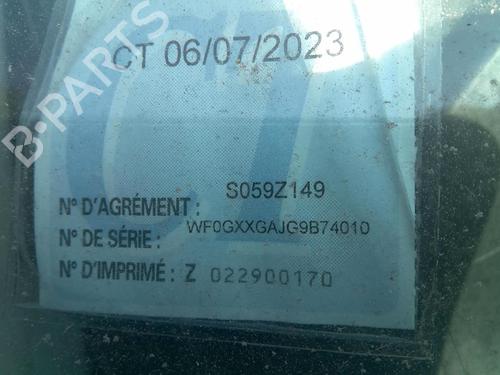 CT 06/07/2023
B-PARTS
S059Z149
N° D'AGRÉMENT :
WF0GXXGAJG9B74010
N° DE SÉRIE :
N° D'IMPRIMÉ : Z 022900170